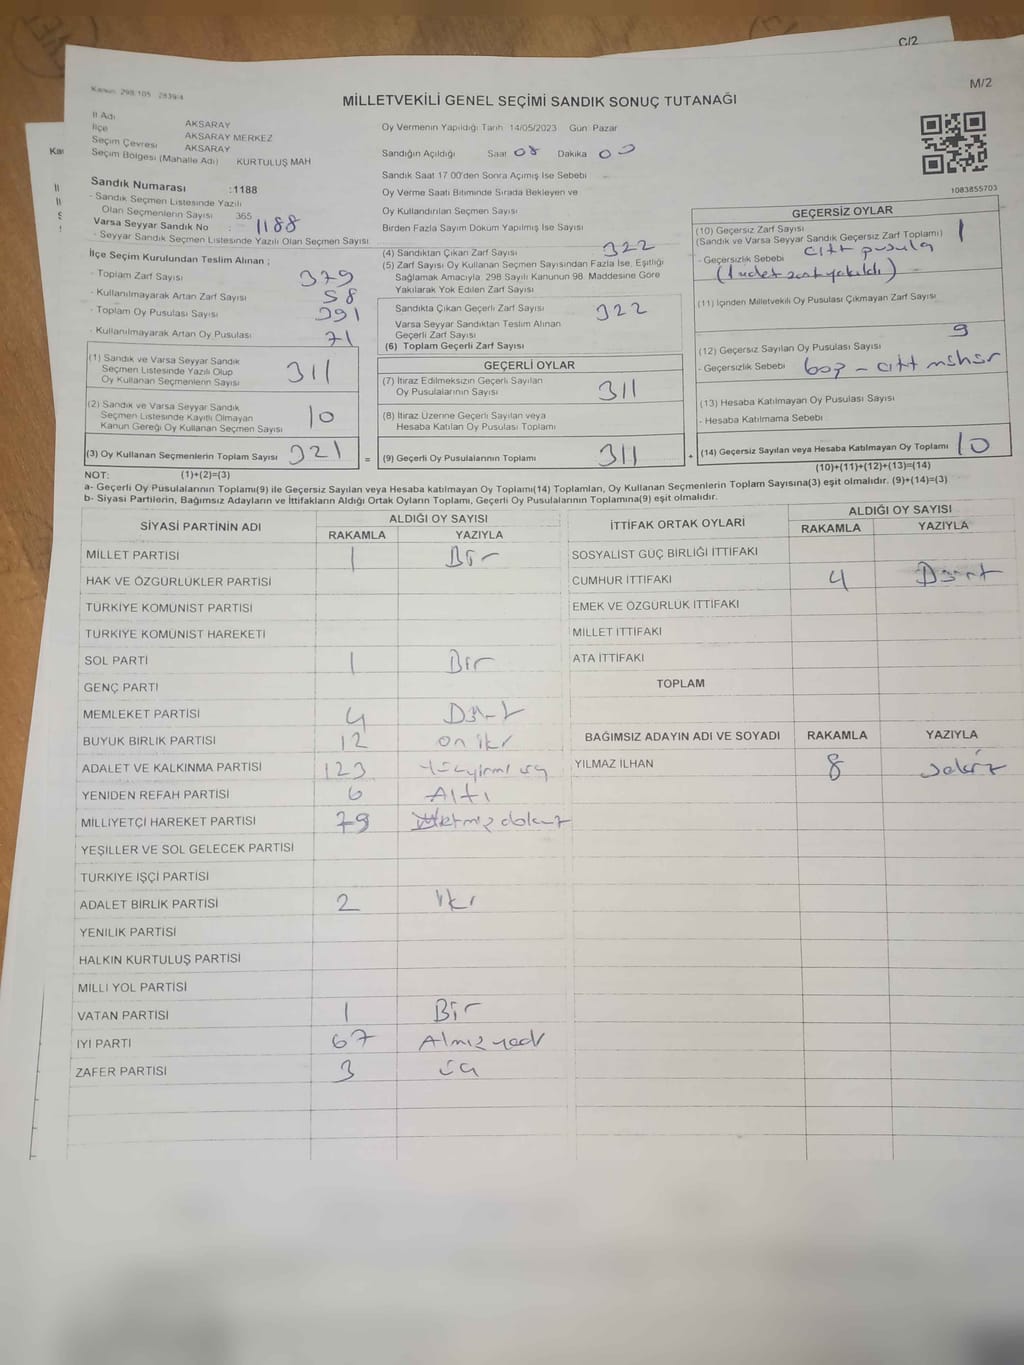 C/2
Kanun 298/105 2839/4
M/2
MİLLETVEKİLİ GENEL SEÇİMİ SANDIK SONUÇ TUTANAĞI
İl Adı AKSARAY
İlçe AKSARAY MERKEZ
Seçim Çevresi AKSARAY
Seçim Bölgesi (Mahalle Adı) KURTULUŞ MAH
Sandık Numarası :1188
- Sandık Seçmen Listesinde Yazılı
Olan Seçmenlerin Sayısı 365
Varsa Seyyar Sandık No : 1188
- Seyyar Sandık Seçmen Listesinde Yazılı Olan Seçmen Sayısı
İlçe Seçim Kurulundan Teslim Alınan ;
- Toplam Zarf Sayısı 379
- Kullanılmayarak Artan Zarf Sayısı 58
- Toplam Oy Pusulası Sayısı 391
- Kullanılmayarak Artan Oy Pusulası 71
(1) Sandık ve Varsa Seyyar Sandık
Seçmen Listesinde Yazılı Olup
Oy Kullanan Seçmenlerin Sayısı 311
(2) Sandık ve Varsa Seyyar Sandık
Seçmen Listesinde Kayıtlı Olmayan
Kanun Gereği Oy Kullanan Seçmen Sayısı 10
(3) Oy Kullanan Seçmenlerin Toplam Sayısı 321
Oy Vermenin Yapıldığı Tarih 14/05/2023 Gün Pazar
Sandığın Açıldığı Saat 08 Dakika 00
Sandık Saat 17 00'den Sonra Açımış İse Sebebi
Oy Verme Saati Bitiminde Sırada Bekleyen ve
Oy Kullandırılan Seçmen Sayısı
Birden Fazla Sayım Döküm Yapılmış İse Sayısı
(4) Sandıktan Çıkan Zarf Sayısı 322
(5) Zarf Sayısı Oy Kullanan Seçmen Sayısından Fazla İse, Eşitliği
Sağlamak Amacıyla, 298 Sayılı Kanunun 98. Maddesine Göre
Yakılarak Yok Edilen Zarf Sayısı
Sandıkta Çıkan Geçerli Zarf Sayısı 322
Varsa Seyyar Sandıktan Teslim Alınan
Geçerli Zarf Sayısı
(6) Toplam Geçerli Zarf Sayısı
GEÇERLİ OYLAR
(7) İtiraz Edilmeksizin Geçerli Sayılan
Oy Pusulalarının Sayısı 311
(8) İtiraz Üzerine Geçerli Sayılan veya
Hesaba Katılan Oy Pusulası Toplamı
= (9) Geçerli Oy Pusulalarının Toplamı 311
1083855703
GEÇERSİZ OYLAR
(10) Geçersiz Zarf Sayısı 1
(Sandık ve Varsa Seyyar Sandık Geçersiz Zarf Toplamı)
- Geçersizlik Sebebi çift pusula
(1 adet zarf yakıldı)
(11) İçinden Milletvekili Oy Pusulası Çıkmayan Zarf Sayısı
9
(12) Geçersiz Sayılan Oy Pusulası Sayısı
- Geçersizlik Sebebi boş - çift mühür
(13) Hesaba Katılmayan Oy Pusulası Sayısı
- Hesaba Katılmama Sebebi
+ (14) Geçersiz Sayılan veya Hesaba Katılmayan Oy Toplamı 10
NOT: (1)+(2)=(3)
(10)+(11)+(12)+(13)=(14)
a- Geçerli Oy Pusulalarının Toplamı(9) ile Geçersiz Sayılan veya Hesaba katılmayan Oy Toplamı(14) Toplamları, Oy Kullanan Seçmenlerin Toplam Sayısına(3) eşit olmalıdır. (9)+(14)=(3)
b- Siyasi Partilerin, Bağımsız Adayların ve İttifakların Aldığı Ortak Oyların Toplamı, Geçerli Oy Pusulalarının Toplamına(9) eşit olmalıdır.
SİYASİ PARTİNİN ADI ALDIĞI OY SAYISI
RAKAMLA YAZIYLA
MİLLET PARTİSİ 1 Bir
HAK VE ÖZGÜRLÜKLER PARTİSİ
TÜRKİYE KOMÜNİST PARTİSİ
TÜRKİYE KOMÜNİST HAREKETİ
SOL PARTİ 1 Bir
GENÇ PARTİ
MEMLEKET PARTİSİ 4 Dört
BÜYÜK BİRLİK PARTİSİ 12 on iki
ADALET VE KALKINMA PARTİSİ 123 yüzyirmi üç
YENİDEN REFAH PARTİSİ 6 Altı
MİLLİYETÇİ HAREKET PARTİSİ 79 yetmiz dokuz
YEŞİLLER VE SOL GELECEK PARTİSİ
TÜRKİYE İŞÇİ PARTİSİ
ADALET BİRLİK PARTİSİ 2 iki
YENİLİK PARTİSİ
HALKIN KURTULUŞ PARTİSİ
MİLLİ YOL PARTİSİ
VATAN PARTİSİ 1 Bir
İYİ PARTİ 67 Almız yedi
ZAFER PARTİSİ 3 üç
İTTİFAK ORTAK OYLARI ALDIĞI OY SAYISI
RAKAMLA YAZIYLA
SOSYALİST GÜÇ BİRLİĞİ İTTİFAKI
CUMHUR İTTİFAKI 4 Dört
EMEK VE ÖZGÜRLÜK İTTİFAKI
MİLLET İTTİFAKI
ATA İTTİFAKI
TOPLAM
BAĞIMSIZ ADAYIN ADI VE SOYADI RAKAMLA YAZIYLA
YILMAZ İLHAN 8 sekiz